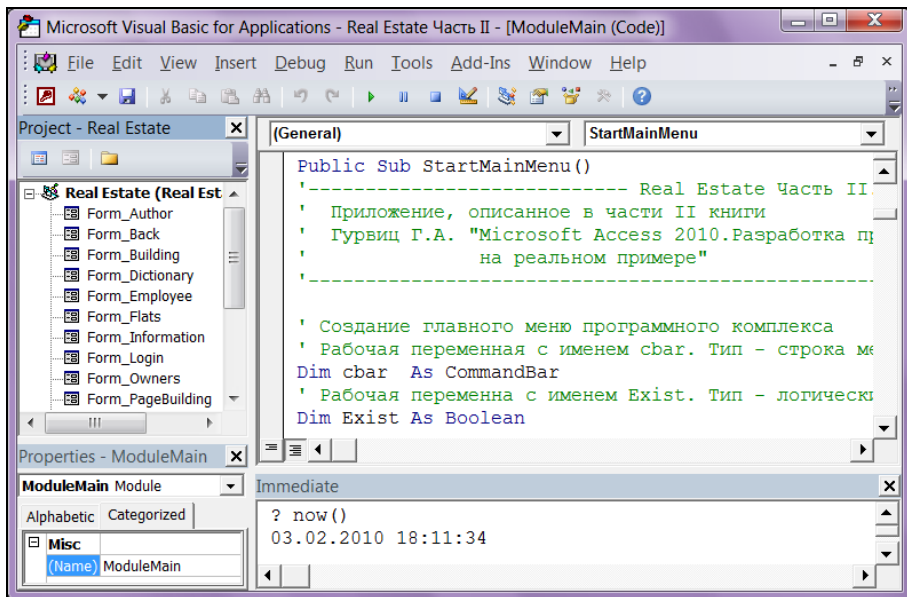 Microsoft Visual Basic for Applications - Real Estate Часть II - [ModuleMain (Code)]
File Edit View Insert Debug Run Tools Add-Ins Window Help
Project - Real Estate
Real Estate (Real Est
Form_Author
Form_Back
Form_Building
Form_Dictionary
Form_Employee
Form_Flats
Form_Information
Form_Login
Form_Owners
Form_PageBuilding
Properties - ModuleMain
ModuleMain Module
Alphabetic Categorized
Misc
(Name) ModuleMain
(General) StartMainMenu
Public Sub StartMainMenu()
'---------------------------- Real Estate Часть II.
' Приложение, описанное в части II книги
' Гурвиц Г.А. "Microsoft Access 2010.Разработка пр
' на реальном примере"
'--------------------------------------------------
' Создание главного меню программного комплекса
' Рабочая переменная с именем cbar. Тип - строка ме
Dim cbar As CommandBar
' Рабочая переменна с именем Exist. Тип - логически
Dim Exist As Boolean
Immediate
? now()
03.02.2010 18:11:34